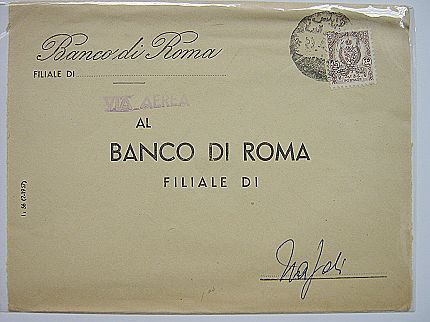 Banco di Roma
FILIALE DI
VIA AEREA
AL
BANCO DI ROMA
FILIALE DI
Napoli